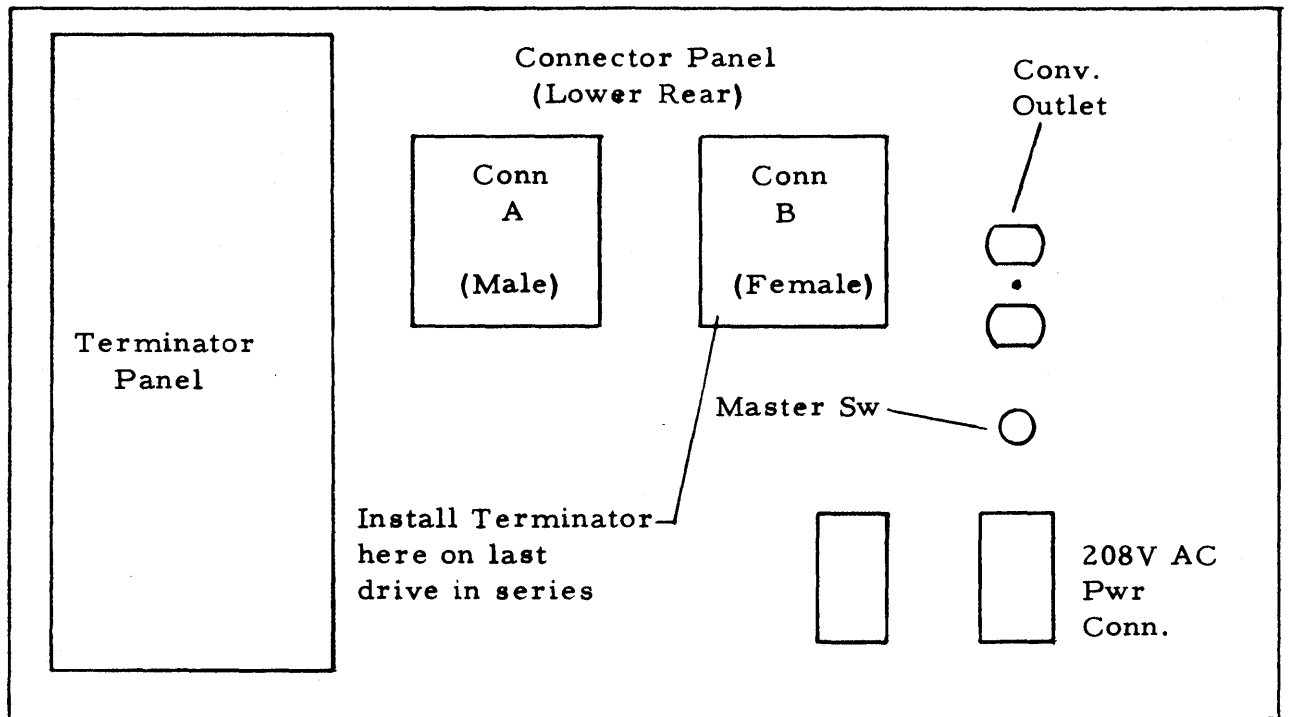 Connector Panel
(Lower Rear)
Conv.
Outlet
Conn
A
(Male)
Conn
B
(Female)
Terminator
Panel
Master Sw
Install Terminator
here on last
drive in series
208V AC
Pwr
Conn.